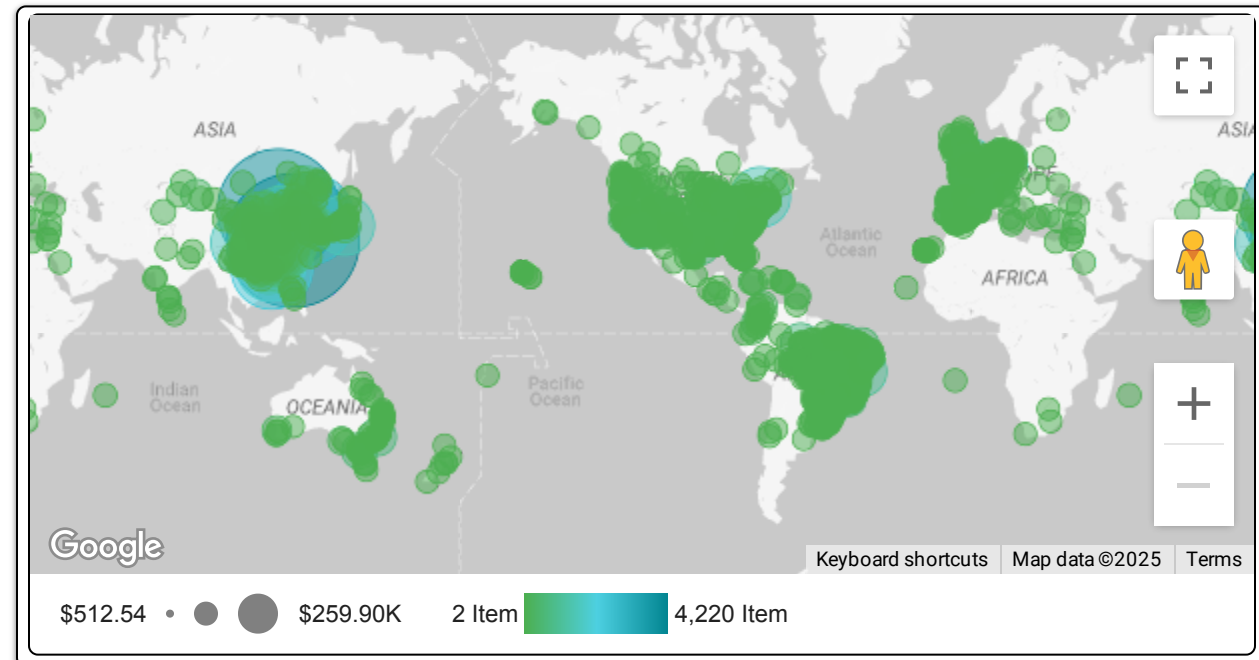 ASIA
ASIA
Atlantic
Ocean
AFRICA
Indian
Ocean
Pacific
Ocean
OCEANIA
Google
Keyboard shortcuts
Map data ©2025
Terms
$512.54
$259.90K
2 Item
4,220 Item